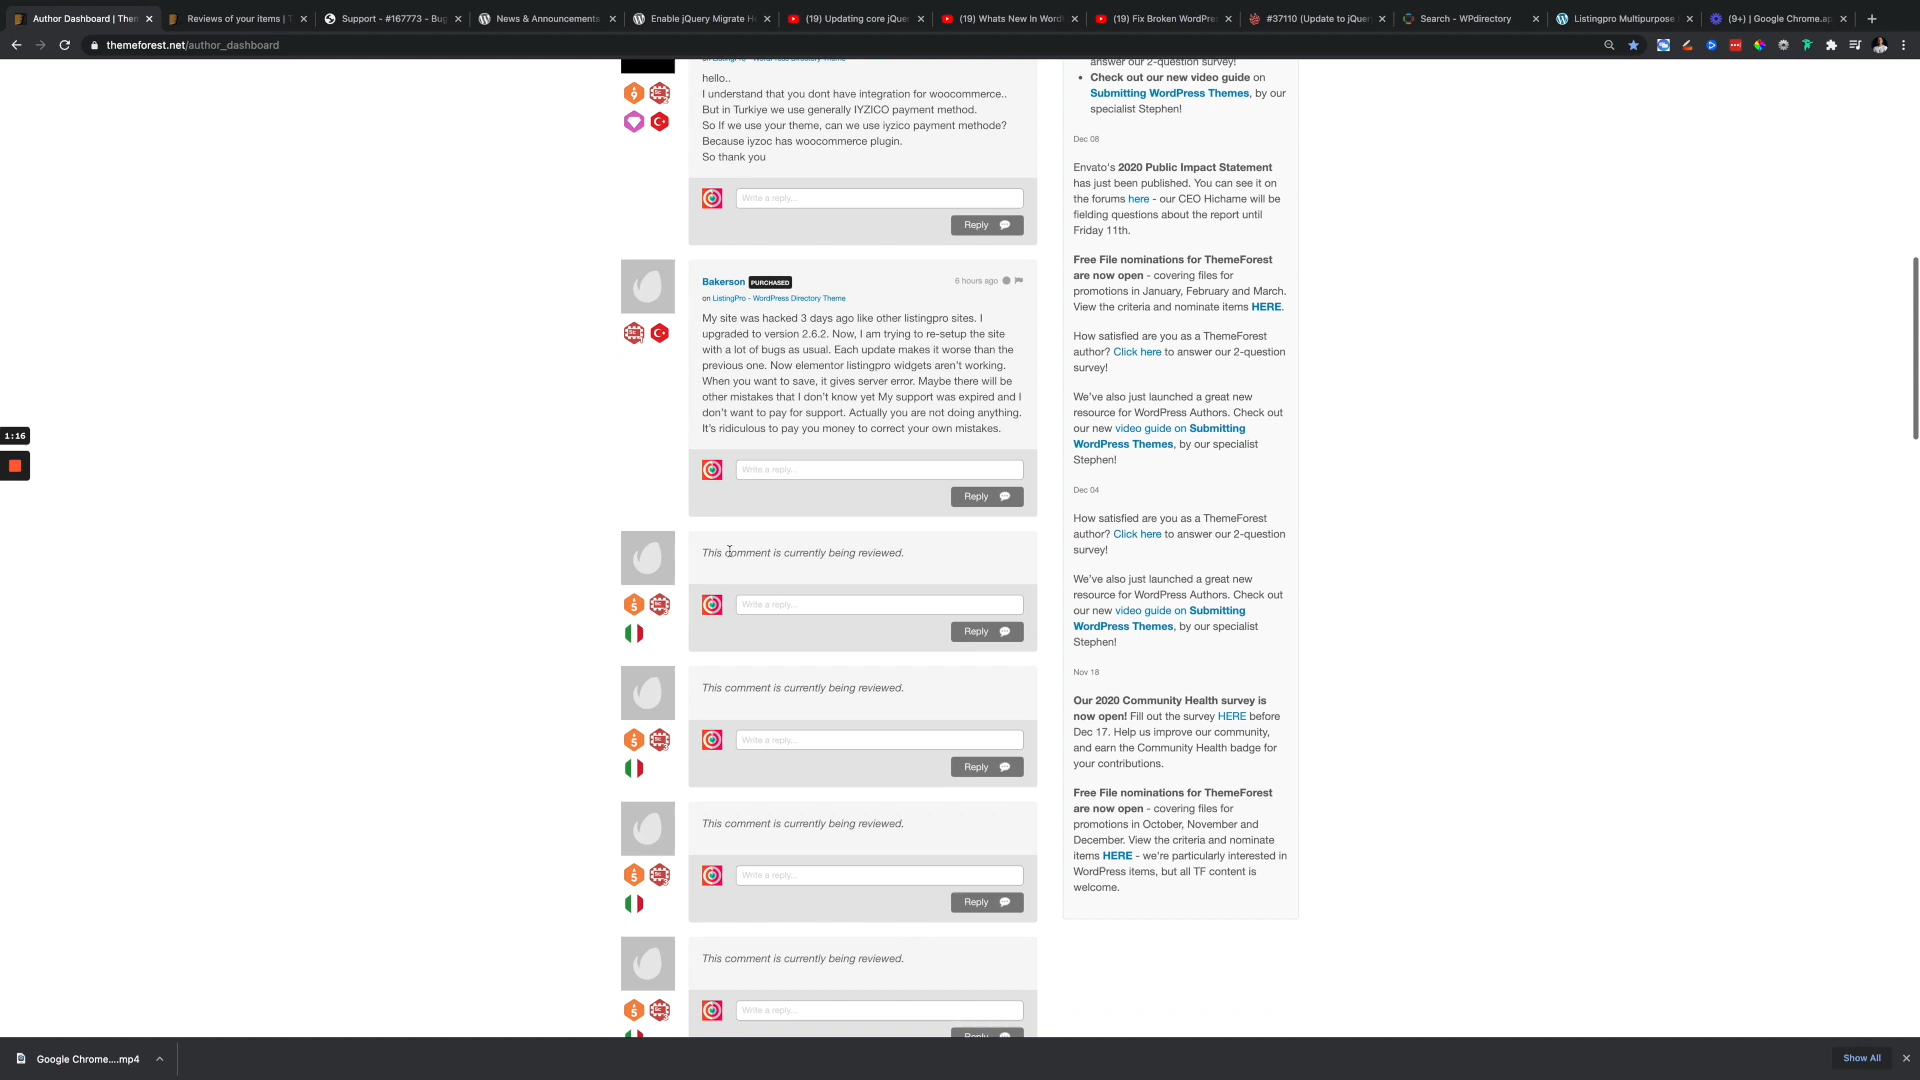 Author Dashboard | Then
Reviews of your items | T
Support - #167773 - Bug
News & Announcements
Enable jQuery Migrate H
(19) Updating core jQue
(19) Whats New In Word
(19) Fix Broken WordPre
#37110 (Update to jQuer
Search - WPdirectory
Listingpro Multipurpose
(9+) | Google Chrome.ap
themeforest.net/author_dashboard
hello..
I understand that you dont have integration for woocommerce..
But in Turkiye we use generally IYZICO payment method.
So If we use your theme, can we use iyzico payment methode?
Because iyzoc has woocommerce plugin.
So thank you
Write a reply...
Reply
Bakerson PURCHASED
6 hours ago
on ListingPro - WordPress Directory Theme
My site was hacked 3 days ago like other listingpro sites. I
upgraded to version 2.6.2. Now, I am trying to re-setup the site
with a lot of bugs as usual. Each update makes it worse than the
previous one. Now elementor listingpro widgets aren't working.
When you want to save, it gives server error. Maybe there will be
other mistakes that I don't know yet My support was expired and I
don't want to pay for support. Actually you are not doing anything.
It's ridiculous to pay you money to correct your own mistakes.
Write a reply...
Reply
This comment is currently being reviewed.
Write a reply...
Reply
This comment is currently being reviewed.
Write a reply...
Reply
This comment is currently being reviewed.
Write a reply...
Reply
This comment is currently being reviewed.
Write a reply...
Reply
answer our 2-question survey!
Check out our new video guide on
Submitting WordPress Themes, by our
specialist Stephen!
Dec 08
Envato's 2020 Public Impact Statement
has just been published. You can see it on
the forums here - our CEO Hichame will be
fielding questions about the report until
Friday 11th.
Free File nominations for ThemeForest
are now open - covering files for
promotions in January, February and March.
View the criteria and nominate items HERE.
How satisfied are you as a ThemeForest
author? Click here to answer our 2-question
survey!
We've also just launched a great new
resource for WordPress Authors. Check out
our new video guide on Submitting
WordPress Themes, by our specialist
Stephen!
Dec 04
How satisfied are you as a ThemeForest
author? Click here to answer our 2-question
survey!
We've also just launched a great new
resource for WordPress Authors. Check out
our new video guide on Submitting
WordPress Themes, by our specialist
Stephen!
Nov 18
Our 2020 Community Health survey is
now open! Fill out the survey HERE before
Dec 17. Help us improve our community,
and earn the Community Health badge for
your contributions.
Free File nominations for ThemeForest
are now open - covering files for
promotions in October, November and
December. View the criteria and nominate
items HERE - we're particularly interested in
WordPress items, but all TF content is
welcome.
1:16
Google Chrome....mp4
Show All